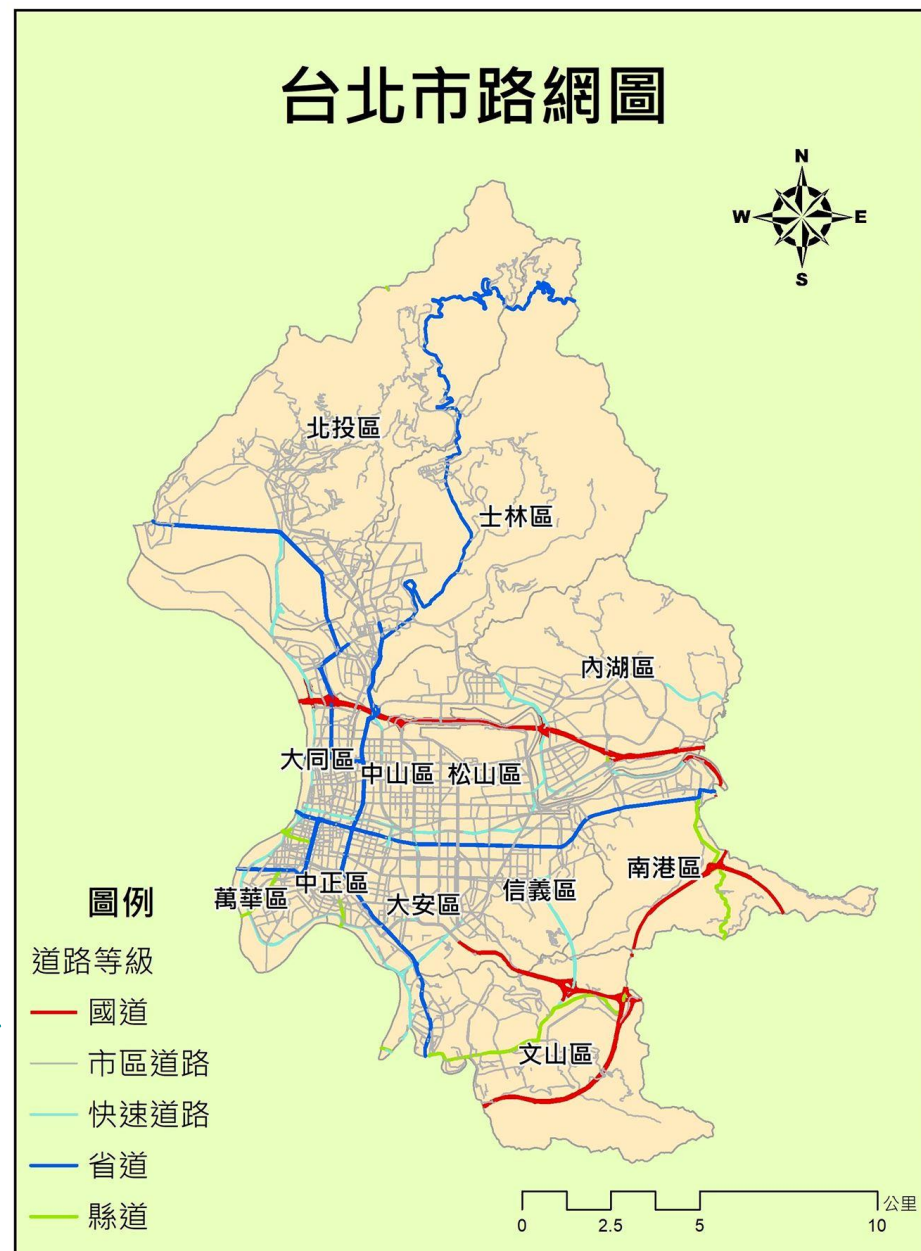 台北市路網圖
N
W E
S
北投區
士林區
內湖區
大同區
中山區
松山區
南港區
信義區
中正區
萬華區
大安區
文山區
圖例
道路等級
國道
市區道路
快速道路
省道
縣道
公里
0 2.5 5 10